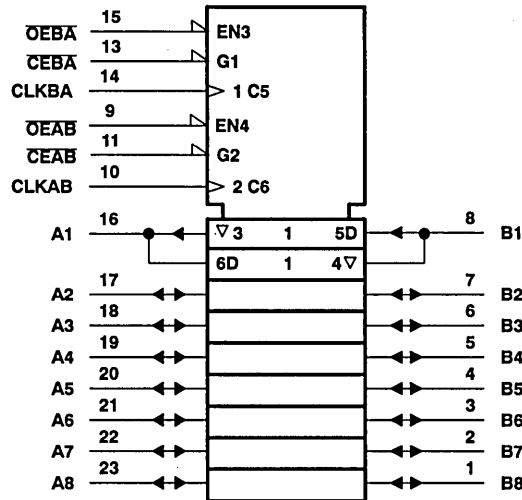 OEBA 15 EN3
CEBA 13 G1
CLKBA 14 1 C5
OEAB 9 EN4
CEAB 11 G2
CLKAB 10 2 C6
A1 16 ▽ 3 1 5D 8 B1
6D 1 4 ▽
A2 17 7 B2
A3 18 6 B3
A4 19 5 B4
A5 20 4 B5
A6 21 3 B6
A7 22 2 B7
A8 23 1 B8